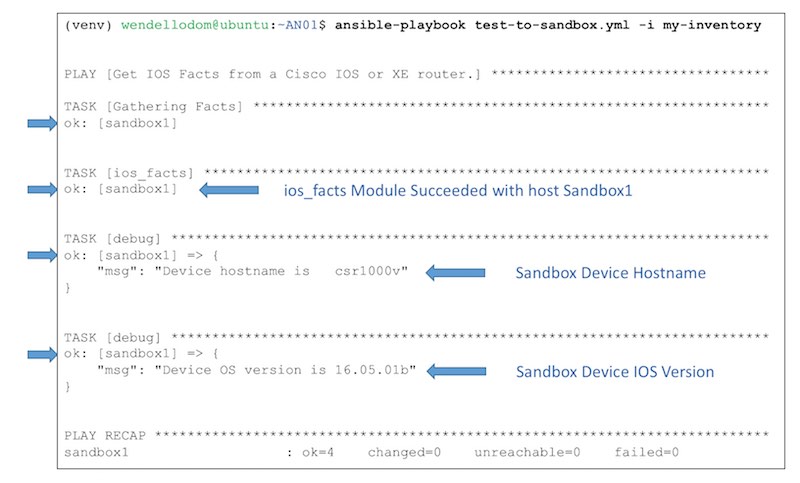 (venv) wendellodom@ubuntu:~AN01$ ansible-playbook test-to-sandbox.yml -i my-inventory
PLAY [Get IOS Facts from a Cisco IOS or XE router.] **********************************
TASK [Gathering Facts] ***************************************************************
ok: [sandbox1]
TASK [ios_facts] *********************************************************************
ok: [sandbox1] ios_facts Module Succeeded with host Sandbox1
TASK [debug] *************************************************************************
ok: [sandbox1] => {
"msg": "Device hostname is   csr1000v" Sandbox Device Hostname
}
TASK [debug] *************************************************************************
ok: [sandbox1] => {
"msg": "Device OS version is 16.05.01b" Sandbox Device IOS Version
}
PLAY RECAP ***************************************************************************
sandbox1                   : ok=4    changed=0    unreachable=0    failed=0